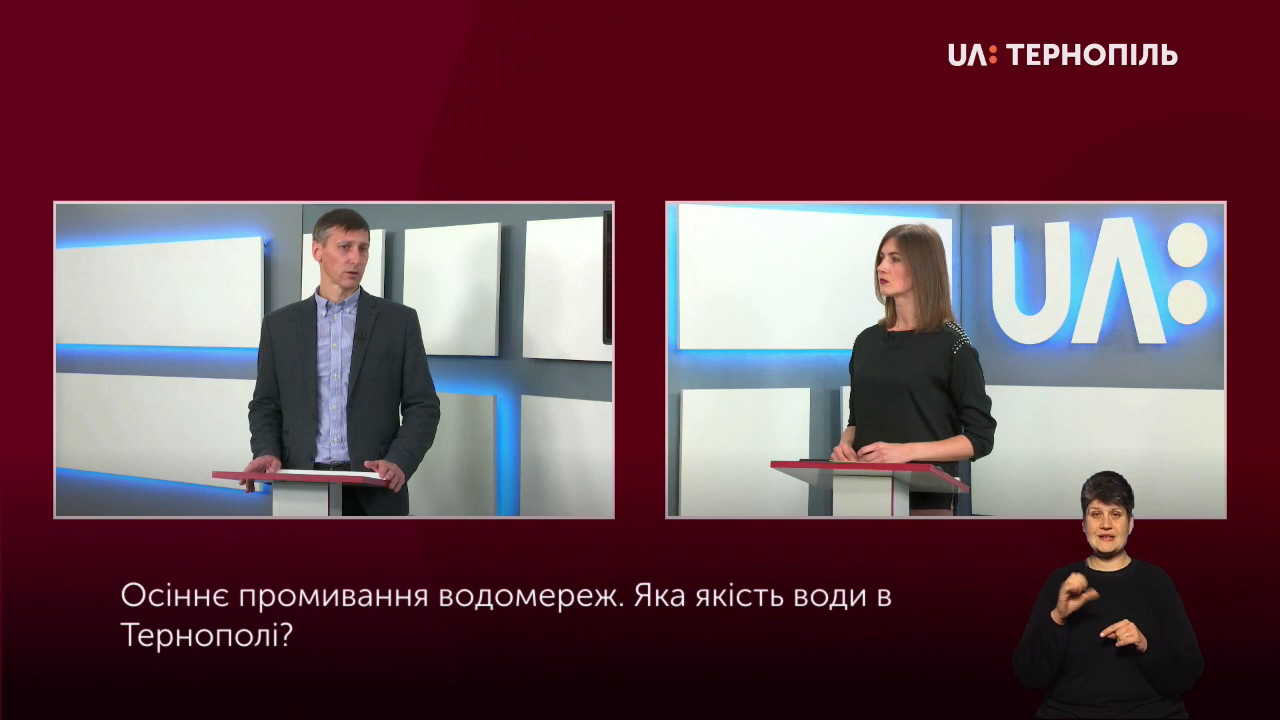 UA: ТЕРНОПІЛЬ
UA:
Осіннє промивання водомереж. Яка якість води в
Тернополі?